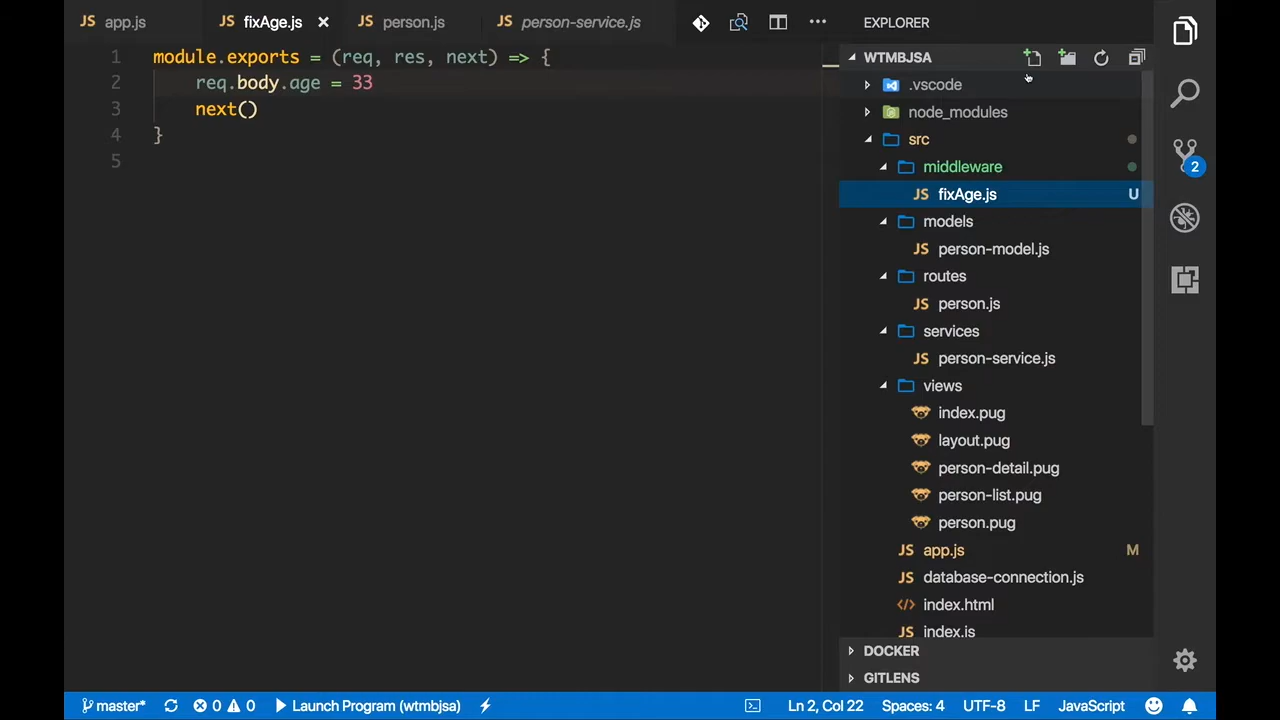 JS app.js
JS fixAge.js ×
JS person.js
JS person-service.js
1 module.exports = (req, res, next) => {
2 req.body.age = 33
3 next()
4 }
5
EXPLORER
WTMBJSA
.vscode
node_modules
src
middleware
JS fixAge.js U
models
JS person-model.js
routes
JS person.js
services
JS person-service.js
views
index.pug
layout.pug
person-detail.pug
person-list.pug
person.pug
JS app.js M
JS database-connection.js
</> index.html
JS index.js
DOCKER
GITLENS
2
master* 0 0 Launch Program (wtmbjsa) Ln 2, Col 22 Spaces: 4 UTF-8 LF JavaScript